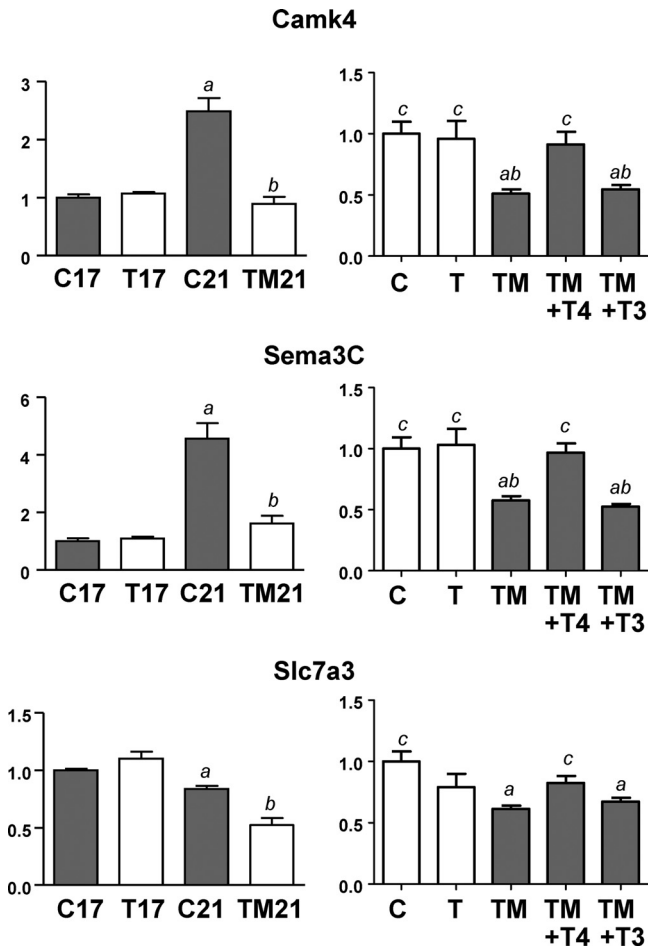 Camk4
3
2
1
0
a
b
C17 T17 C21 TM21
1.5
1.0
0.5
0.0
c c ab c ab
C T TM TM TM
+T4 +T3
Sema3C
6
4
2
0
a
b
C17 T17 C21 TM21
1.5
1.0
0.5
0.0
c c ab c ab
C T TM TM TM
+T4 +T3
Slc7a3
1.5
1.0
0.5
0.0
a
b
C17 T17 C21 TM21
1.5
1.0
0.5
0.0
c a c a
C T TM TM TM
+T4 +T3